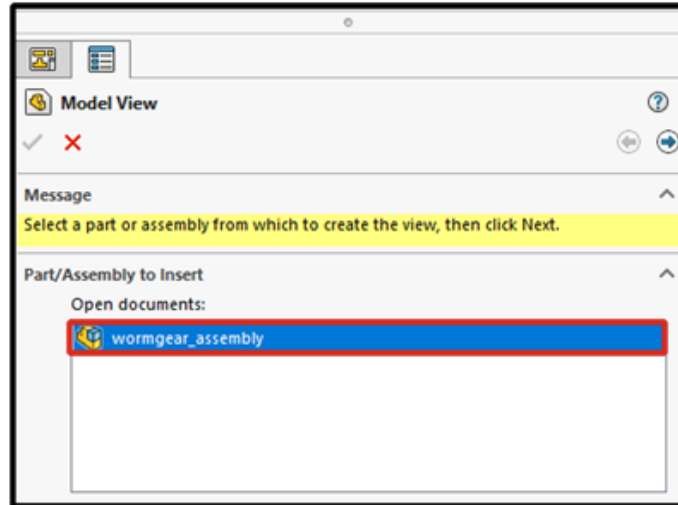 Model View
Message
Select a part or assembly from which to create the view, then click Next.
Part/Assembly to Insert
Open documents:
wormgear_assembly